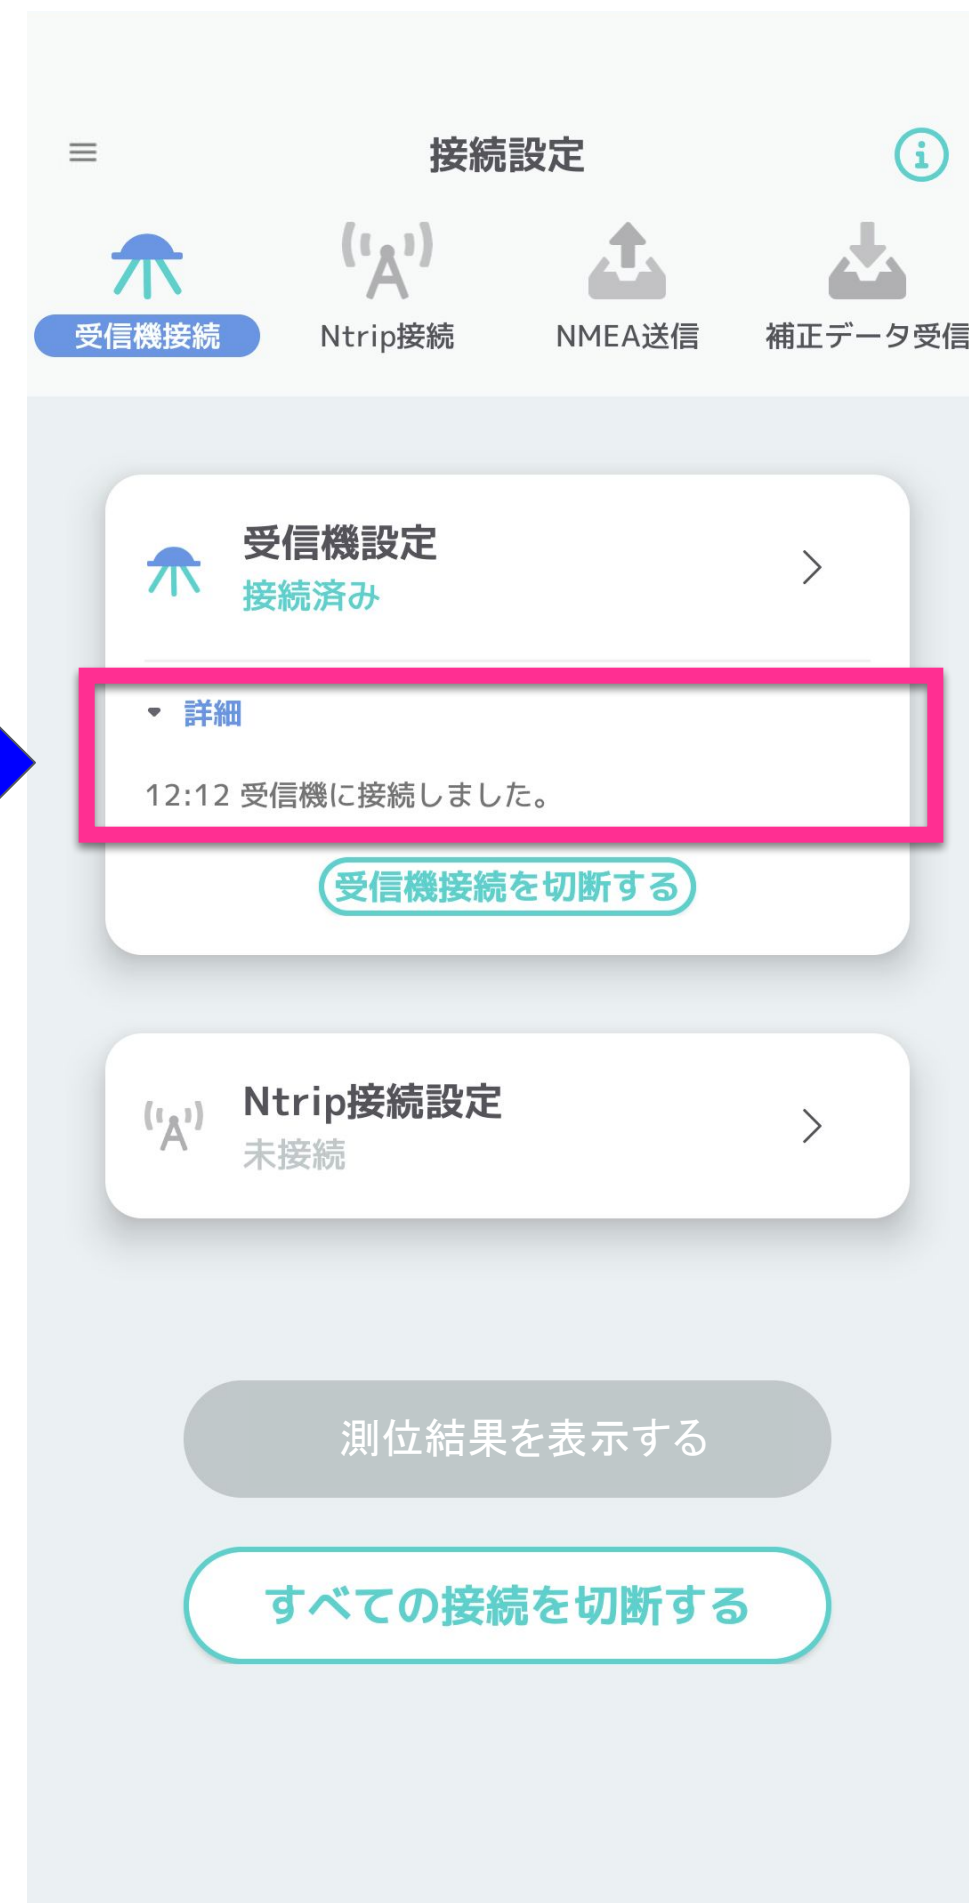 接続設定
受信機接続
Ntrip接続
NMEA送信
補正データ受信
受信機設定
接続済み
詳細
12:12 受信機に接続しました。
受信機接続を切断する
Ntrip接続設定
未接続
測位結果を表示する
すべての接続を切断する